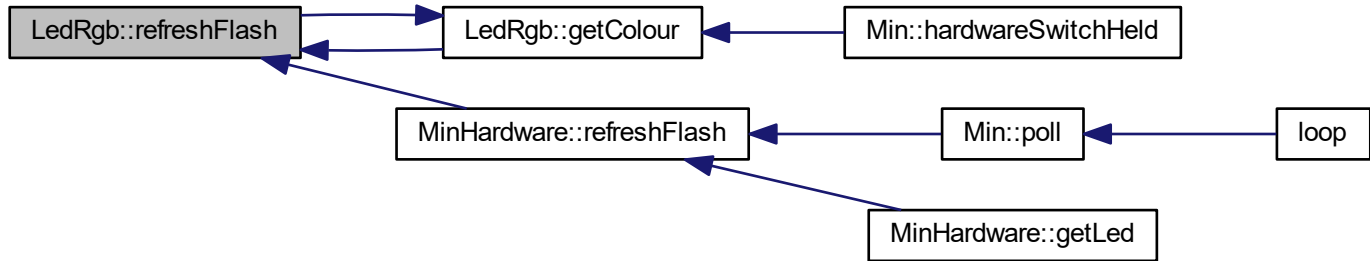 LedRgb::refreshFlash
LedRgb::getColour
Min::hardwareSwitchHeld
MinHardware::refreshFlash
Min::poll
loop
MinHardware::getLed